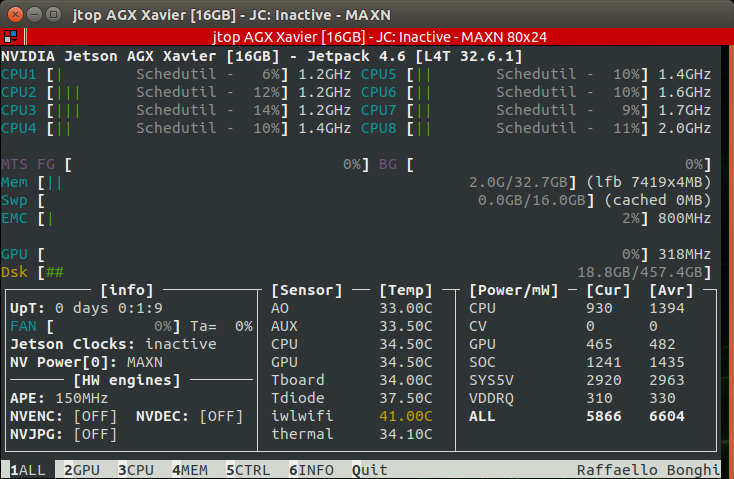 jtop AGX Xavier [16GB] - JC: Inactive - MAXN
jtop AGX Xavier [16GB] - JC: Inactive - MAXN 80x24
NVIDIA Jetson AGX Xavier [16GB] - Jetpack 4.6 [L4T 32.6.1]
CPU1 [| Schedutil - 6%] 1.2GHz CPU5 [|| Schedutil - 10%] 1.4GHz
CPU2 [||| Schedutil - 12%] 1.2GHz CPU6 [|| Schedutil - 10%] 1.6GHz
CPU3 [||| Schedutil - 14%] 1.2GHz CPU7 [|| Schedutil - 9%] 1.7GHz
CPU4 [|| Schedutil - 10%] 1.4GHz CPU8 [|| Schedutil - 11%] 2.0GHz
MTS FG [ 0%] BG [ 0%]
Mem [|| 2.0G/32.7GB] (lfb 7419x4MB)
Swp [ 0.0GB/16.0GB] (cached 0MB)
EMC [| 2%] 800MHz
GPU [ 0%] 318MHz
Dsk [## 18.8GB/457.4GB]
[info] [Sensor] [Temp] [Power/mW] [Cur] [Avr]
UpT: 0 days 0:1:9 AO 33.00C CPU 930 1394
FAN [ 0%] Ta= 0% AUX 33.50C CV 0 0
Jetson Clocks: inactive CPU 34.50C GPU 465 482
NV Power[0]: MAXN GPU 34.50C SOC 1241 1435
[HW engines] Tboard 34.00C SYS5V 2920 2963
APE: 150MHz Tdiode 37.50C VDDRQ 310 330
NVENC: [OFF] NVDEC: [OFF] iwlwifi 41.00C ALL 5866 6604
NVJPG: [OFF] thermal 34.10C
1ALL 2GPU 3CPU 4MEM 5CTRL 6INFO Quit Raffaello Bonghi